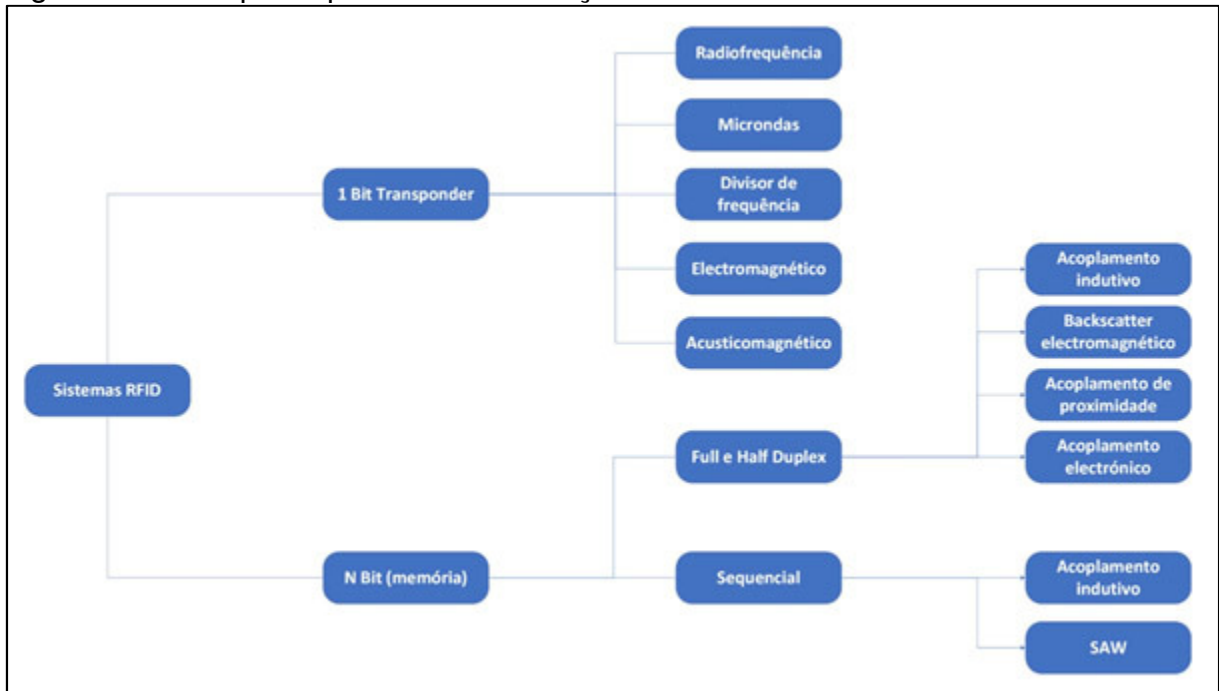 Radiofrequência
Microndas
1 Bit Transponder
Divisor de
frequência
Electromagnético
Acusticomagnético
Sistemas RFID
Acoplamento
indutivo
Backscatter
electromagnético
Acoplamento de
proximidade
Full e Half Duplex
Acoplamento
electrónico
N Bit (memória)
Sequencial
Acoplamento
indutivo
SAW